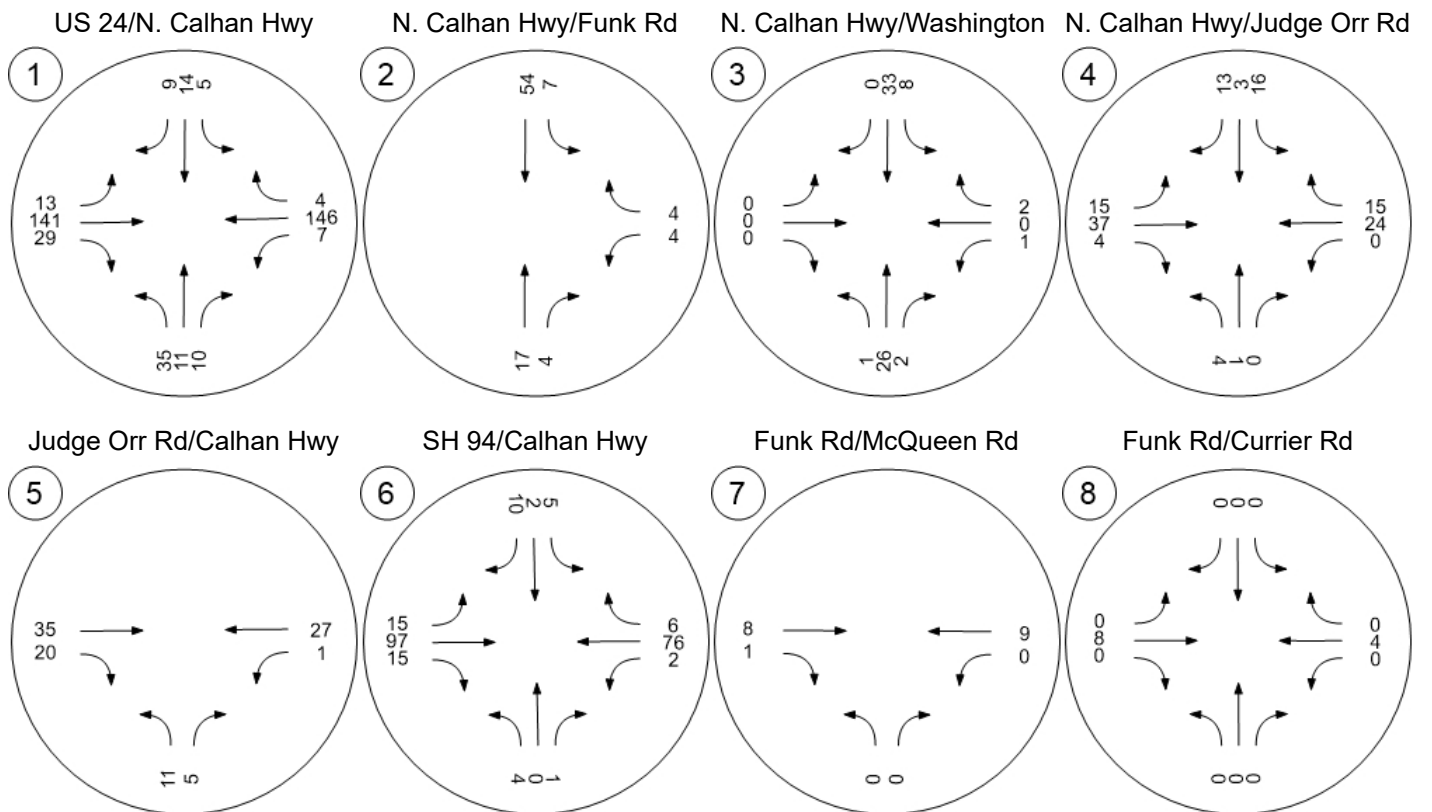 US 24/N. Calhan Hwy
1
9 14 5
13
141
29
4
146
7
35 11 10
N. Calhan Hwy/Funk Rd
2
54 7
4
4
17 4
N. Calhan Hwy/Washington
3
0 33 8
0
0
0
2
0
1
1 26 2
N. Calhan Hwy/Judge Orr Rd
4
13 3 16
15
37
4
15
24
0
4 1 0
Judge Orr Rd/Calhan Hwy
5
35
20
27
1
11 5
SH 94/Calhan Hwy
6
10 2 5
15
97
15
6
76
2
4 0 1
Funk Rd/McQueen Rd
7
8
1
9
0
0 0
Funk Rd/Currier Rd
8
0 0 0
0
8
0
0
4
0
0 0 0